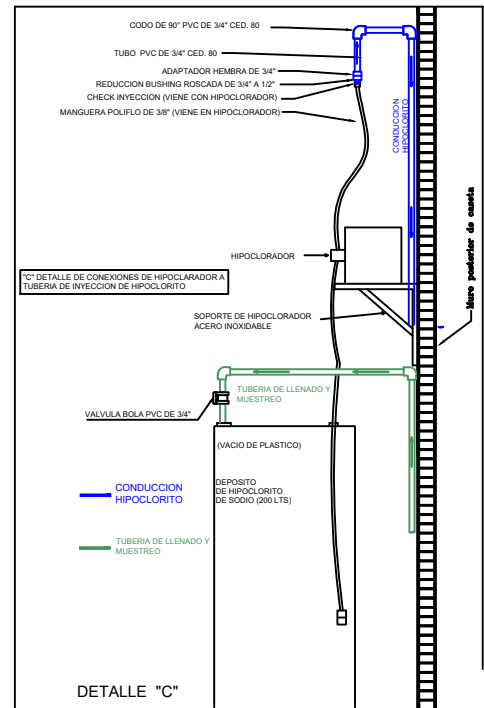 CODO DE 90° PVC DE 3/4" CED. 80
TUBO PVC DE 3/4" CED. 80
ADAPTADOR HEMBRA DE 3/4"
REDUCCION BUSHING ROSCADA DE 3/4" A 1/2"
CHECK INYECCION (VIENE CON HIPOCLORADOR)
MANGUERA POLIFLO DE 3/8" (VIENE EN HIPOCLORADOR)
CONDUCCION
HIPOCLORITO
Muro posterior de caseta
HIPOCLORADOR
"C" DETALLE DE CONEXIONES DE HIPOCLARADOR A
TUBERIA DE INYECCION DE HIPOCLORITO
SOPORTE DE HIPOCLORADOR
ACERO INOXIDABLE
TUBERIA DE LLENADO Y
MUESTREO
VALVULA BOLA PVC DE 3/4"
(VACIO DE PLASTICO)
DEPOSITO
DE HIPOCLORITO
DE SODIO (200 LTS)
CONDUCCION
HIPOCLORITO
TUBERIA DE LLENADO Y
MUESTREO
DETALLE "C"